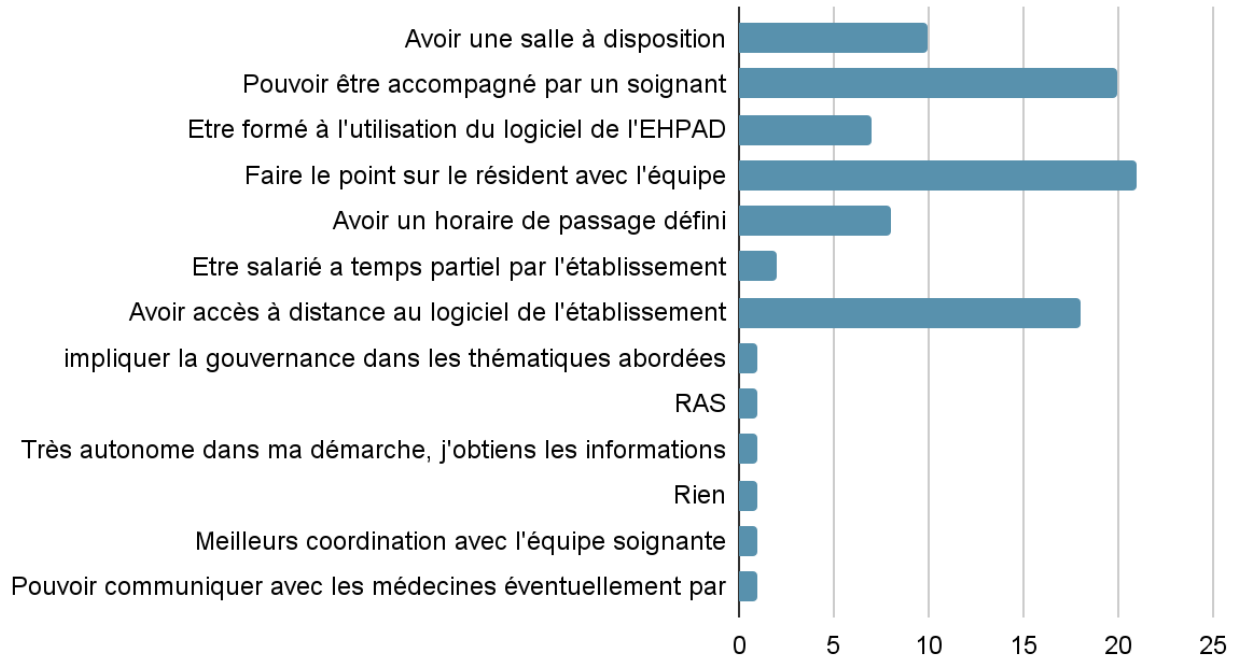 Avoir une salle à disposition
Pouvoir être accompagné par un soignant
Etre formé à l'utilisation du logiciel de l'EHPAD
Faire le point sur le résident avec l'équipe
Avoir un horaire de passage défini
Etre salarié a temps partiel par l'établissement
Avoir accès à distance au logiciel de l'établissement
impliquer la gouvernance dans les thématiques abordées
RAS
Très autonome dans ma démarche, j'obtiens les informations
Rien
Meilleurs coordination avec l'équipe soignante
Pouvoir communiquer avec les médecines éventuellement par
0 5 10 15 20 25